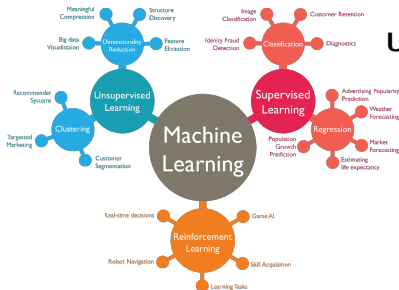 Meaningful
Compression
Structure
Discovery
Big data
Visualistaion
Dimensionality
Reduction
Feature
Elicitation
Image
Classification
Customer Retention
Idenity Fraud
Detection
Classification
Diagnostics
U
Recommender
Systems
Unsupervised
Learning
Supervised
Learning
Advertising Popularity
Prediction
Weather
Forecasting
Clustering
Targetted
Marketing
Customer
Segmentation
Machine
Learning
Population
Growth
Prediction
Regression
Market
Forecasting
Estimating
life expectancy
Real-time decisions
Game AI
Reinforcement
Learning
Robot Navigation
Skill Acquisition
Learning Tasks